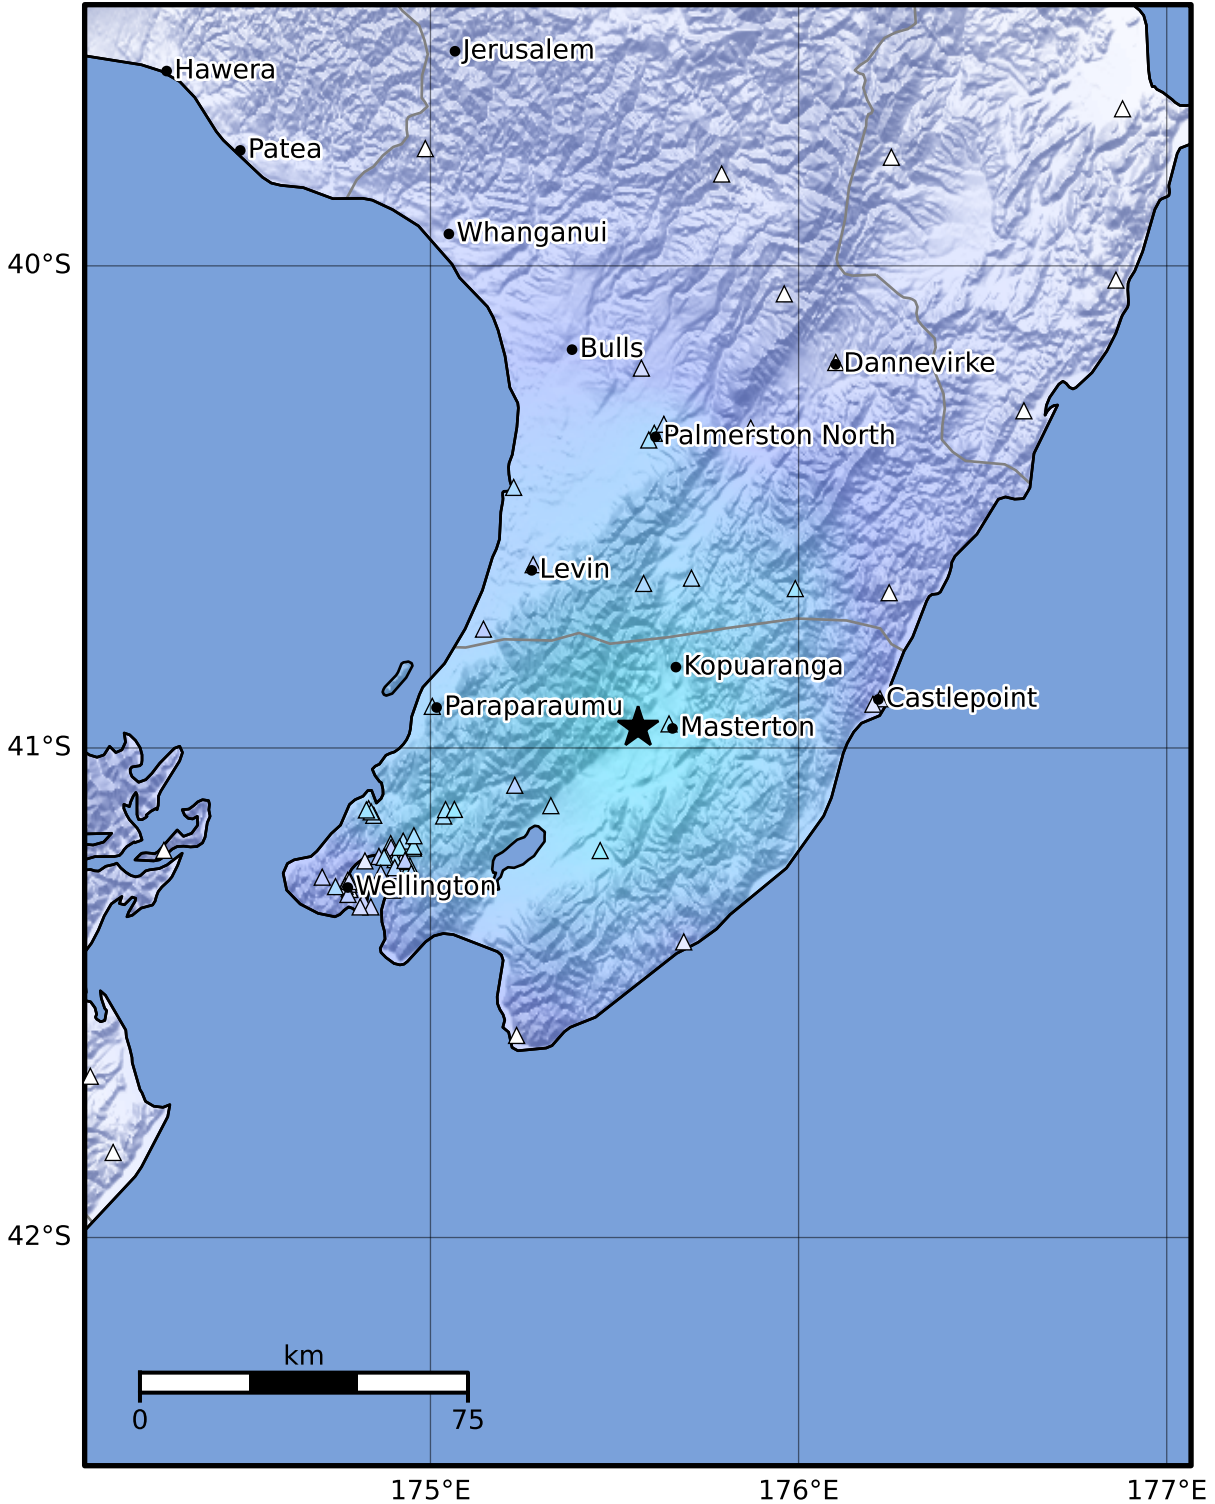 Jerusalem
Hawera
Patea
Whanganui
40°S
Bulls
Dannevirke
Palmerston North
Levin
Kopuaranga
Castlepoint
Paraparaumu
Masterton
41°S
Wellington
42°S
km
0
75
175°E
176°E
177°E